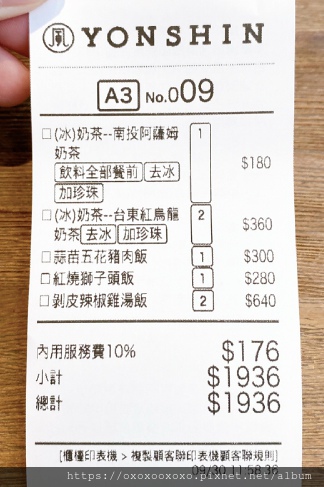 YONSHIN
A3 No.009
(冰)奶茶--南投阿薩姆 1
奶茶
飲料全部餐前 去冰 $180
加珍珠
(冰)奶茶--台東紅烏龍 2
奶茶 去冰 加珍珠 $360
蒜苗五花豬肉飯 1 $300
紅燒獅子頭飯 1 $280
剝皮辣椒雞湯飯 2 $640
內用服務費10% $176
小計 $1936
總計 $1936
[櫃檯印表機 > 複製顧客聯印表機顧客聯規則]
09/30 11:58:36
https://oxoxooxoxo.pixnet.net/album